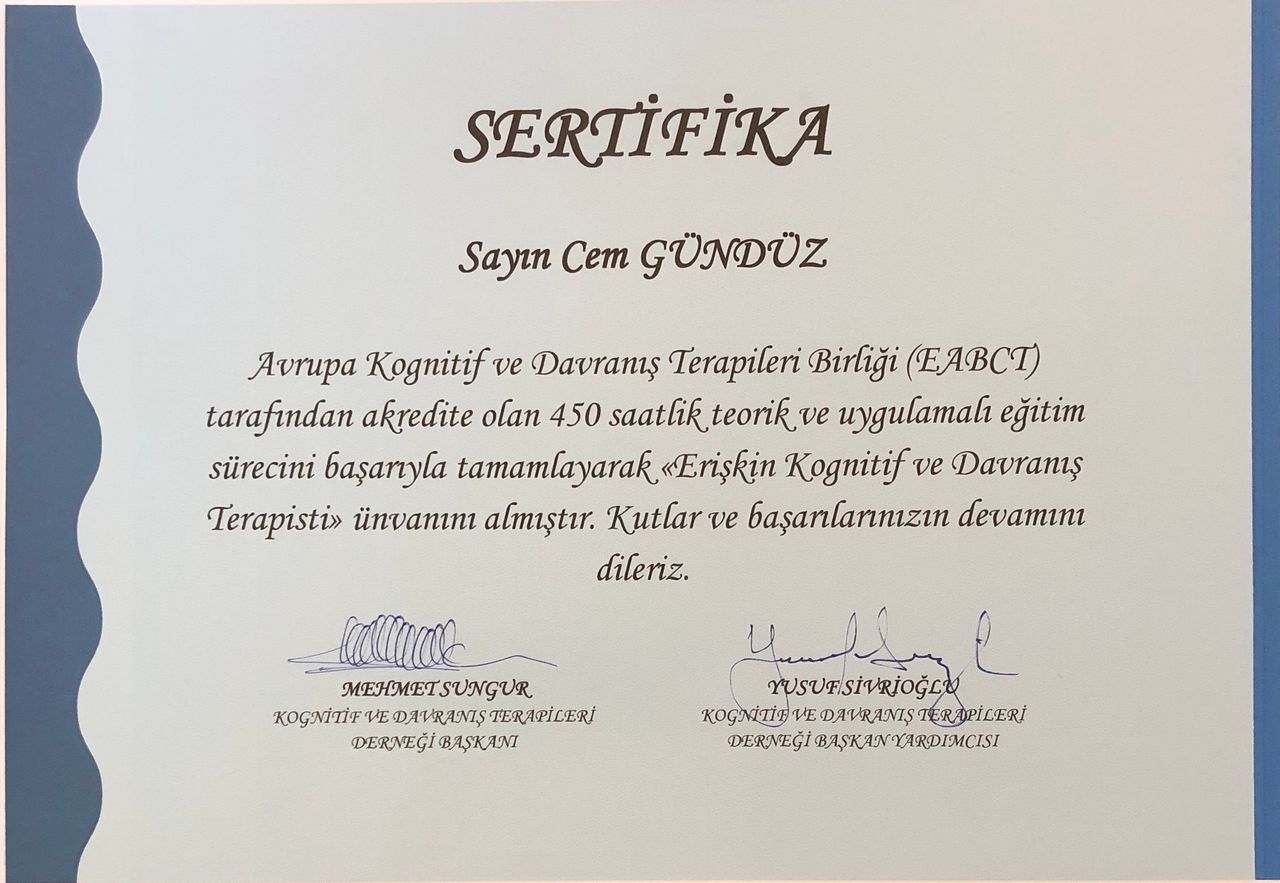 SERTİFİKA
Sayın Cem GÜNDÜZ
Avrupa Kognitif ve Davranış Terapileri Birliği (EABCT)
tarafından akredite olan 450 saatlik teorik ve uygulamalı eğitim
sürecini başarıyla tamamlayarak «Erişkin Kognitif ve Davranış
Terapisti» ünvanını almıştır. Kutlar ve başarılarınızın devamını
dileriz.
MEHMET SUNGUR
KOGNİTİF VE DAVRANIŞ TERAPİLERİ
DERNEĞİ BAŞKANI
YUSUF SİVRİOĞLU
KOGNİTİF VE DAVRANIŞ TERAPİLERİ
DERNEĞİ BAŞKAN YARDIMCISI